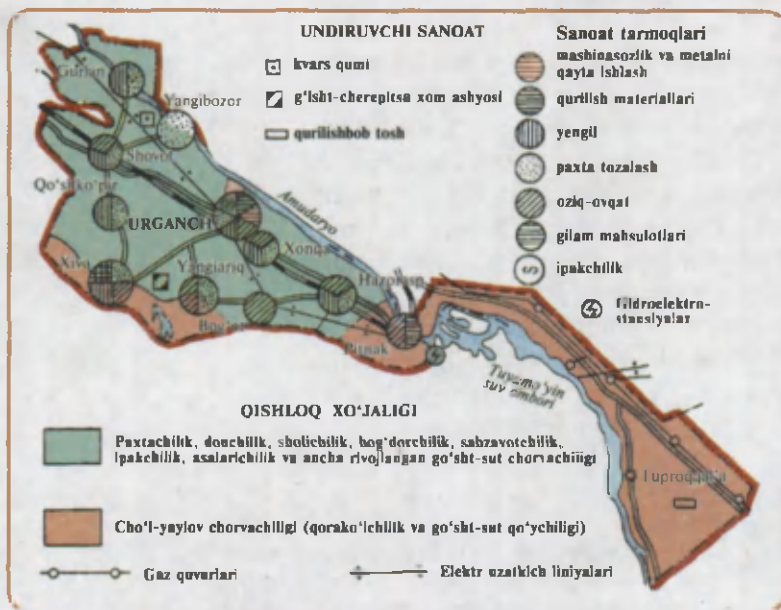 UNDIRUVCHI SANOAT
kvars qumi
g'isht-cherepitsa xom ashyosi
qurilishbob tosh
Sanoat tarmoqlari
mashinasozlik va metalni
qayta ishlash
qurilish materiallari
yengil
paxta tozalash
oziq-ovqat
gilam mahsulotlari
ipakchilik
Gidroelektro-
stansiyalar
Gurlan
Yangibozor
Shovot
Qo'shko'pir
URGANCH
Amudaryo
Xonqa
Xiva
Yangiariq
Hazorasp
Bog'ot
Pitnak
Tuyamo'yin
suv ombori
Tuproqqal'a
QISHLOQ XO'JALIGI
Paxtachilik, donchilik, sholichilik, bog'dorchilik, sabzavotchilik,
ipakchilik, asalarichilik va ancha rivojlangan go'sht-sut chorvachiligi
Cho'l-yaylov chorvachiligi (qorako'lchilik va go'sht-sut qo'ychiligi)
Gaz quvurlari
Elektr uzatkich liniyalari